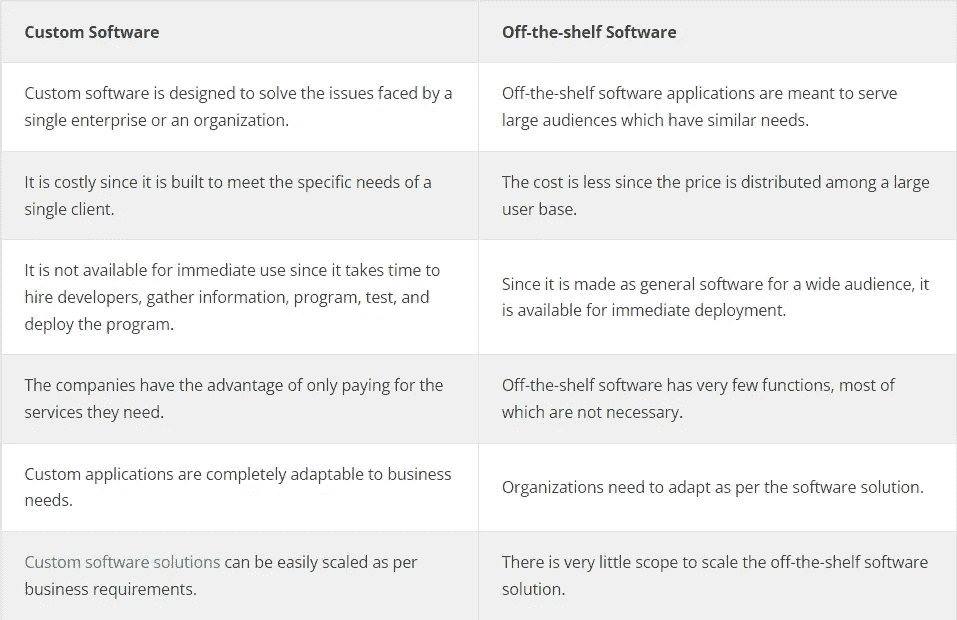 Custom Software
Off-the-shelf Software
Custom software is designed to solve the issues faced by a
single enterprise or an organization.
Off-the-shelf software applications are meant to serve
large audiences which have similar needs.
It is costly since it is built to meet the specific needs of a
single client.
The cost is less since the price is distributed among a large
user base.
It is not available for immediate use since it takes time to
hire developers, gather information, program, test, and
deploy the program.
Since it is made as general software for a wide audience, it
is available for immediate deployment.
The companies have the advantage of only paying for the
services they need.
Off-the-shelf software has very few functions, most of
which are not necessary.
Custom applications are completely adaptable to business
needs.
Organizations need to adapt as per the software solution.
Custom software solutions can be easily scaled as per
business requirements.
There is very little scope to scale the off-the-shelf software
solution.